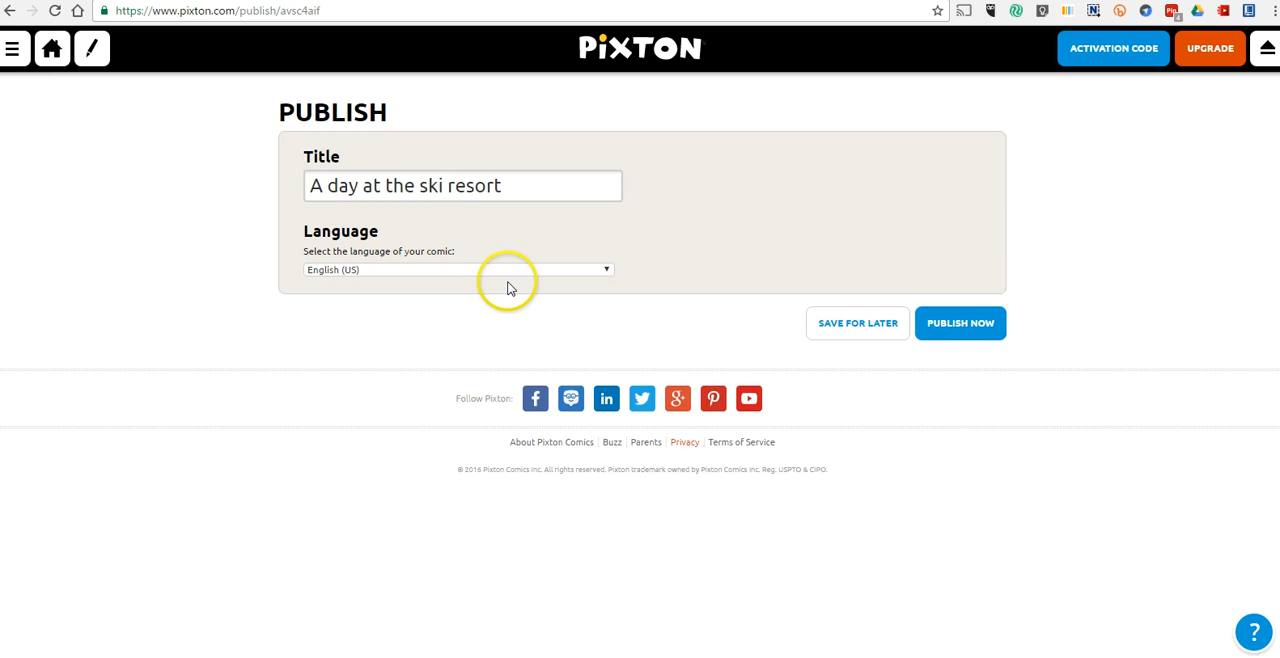 https://www.pixton.com/publish/avsc4aif
PIXTON
ACTIVATION CODE
UPGRADE
PUBLISH
Title
A day at the ski resort
Language
Select the language of your comic:
English (US)
SAVE FOR LATER
PUBLISH NOW
Follow Pixton:
About Pixton Comics | Buzz | Parents | Privacy | Terms of Service
© 2016 Pixton Comics Inc. All rights reserved. Pixton trademark owned by Pixton Comics Inc. Reg. USPTO & CIPO.
?